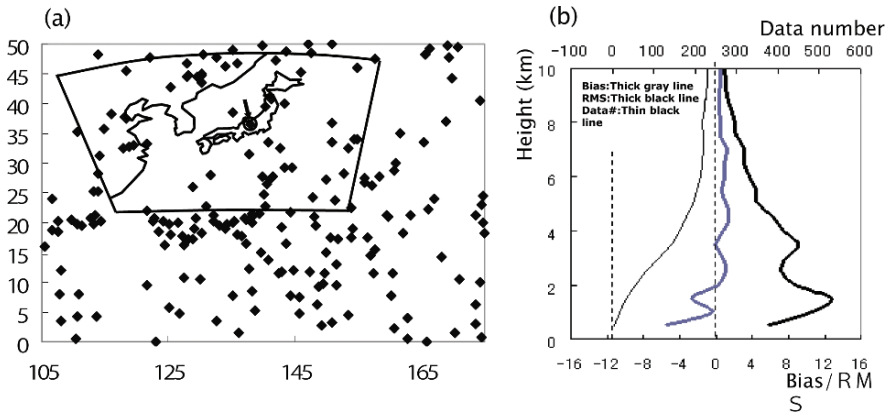 (a)
50
45
40
35
30
25
20
15
10
5
0
105
125
145
165
(b)
Data number
-100 0 100 200 300 400 500 600
Height (km)
10
8
6
4
2
0
Bias:Thick gray line
RMS:Thick black line
Data#:Thin black
line
-16 -12 -8 -4 0 4 8 12 16
Bias/RM
S